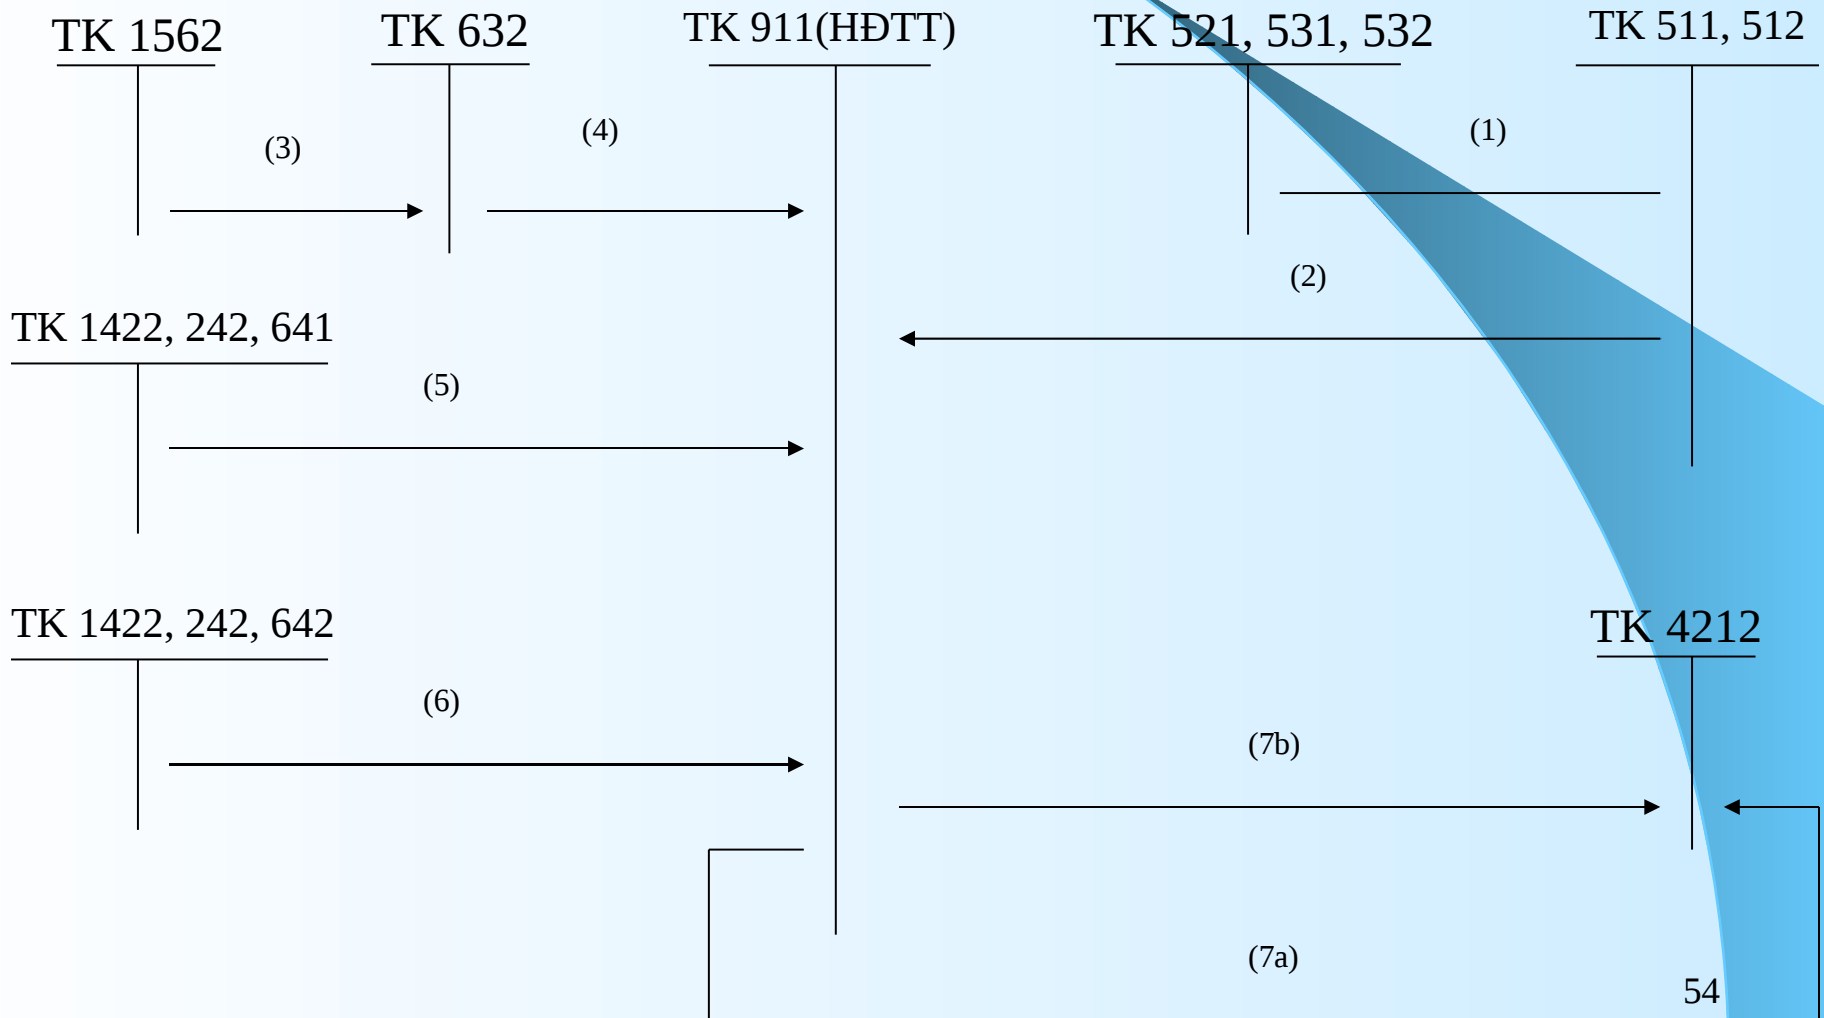 TK 1562
TK 632
TK 911(HĐTT)
TK 521, 531, 532
TK 511, 512
(3)
(4)
(1)
(2)
TK 1422, 242, 641
(5)
TK 1422, 242, 642
TK 4212
(6)
(7b)
(7a)
54